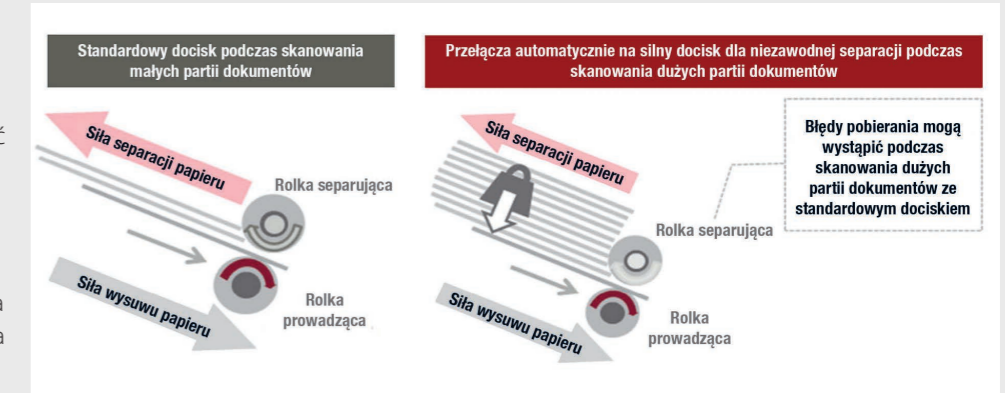 Standardowy docisk podczas skanowania
małych partii dokumentów
Siła separacji papieru
Rolka separująca
Rolka
prowadząca
Siła wysuwu papieru
Przełącza automatycznie na silny docisk dla niezawodnej separacji podczas
skanowania dużych partii dokumentów
Siła separacji papieru
Błędy pobierania mogą
wystąpić podczas
skanowania dużych
partii dokumentów ze
standardowym dociskiem
Rolka separująca
Rolka
prowadząca
Siła wysuwu papieru